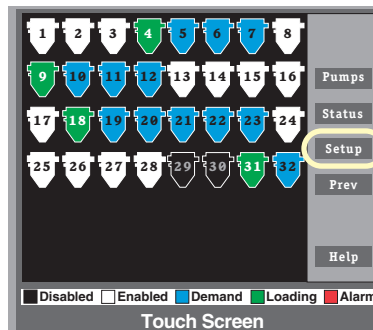 1 2 3 4 5 6 7 8
9 10 11 12 13 14 15 16 Pumps
17 18 19 20 21 22 23 24 Status
Setup
25 26 27 28 29 30 31 32
Prev
Help
Disabled Enabled Demand Loading Alarm
Touch Screen